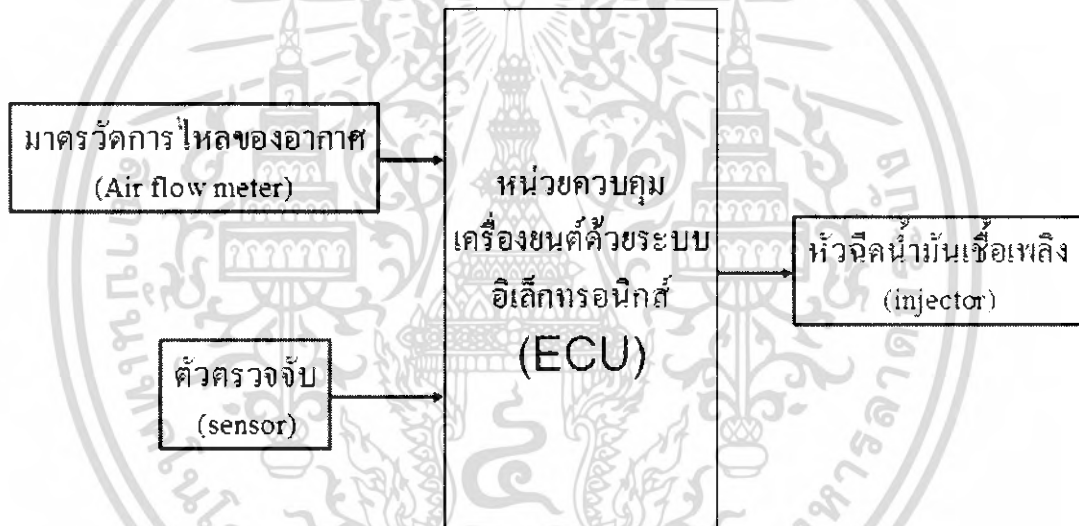 มาตรวัดการไหลของอากาศ
(Air flow meter)
หน่วยควบคุม
เครื่องยนต์ด้วยระบบ
อิเล็กทรอนิกส์
(ECU)
หัวฉีดน้ำมันเชื้อเพลิง
(injector)
ตัวตรวจจับ
(sensor)